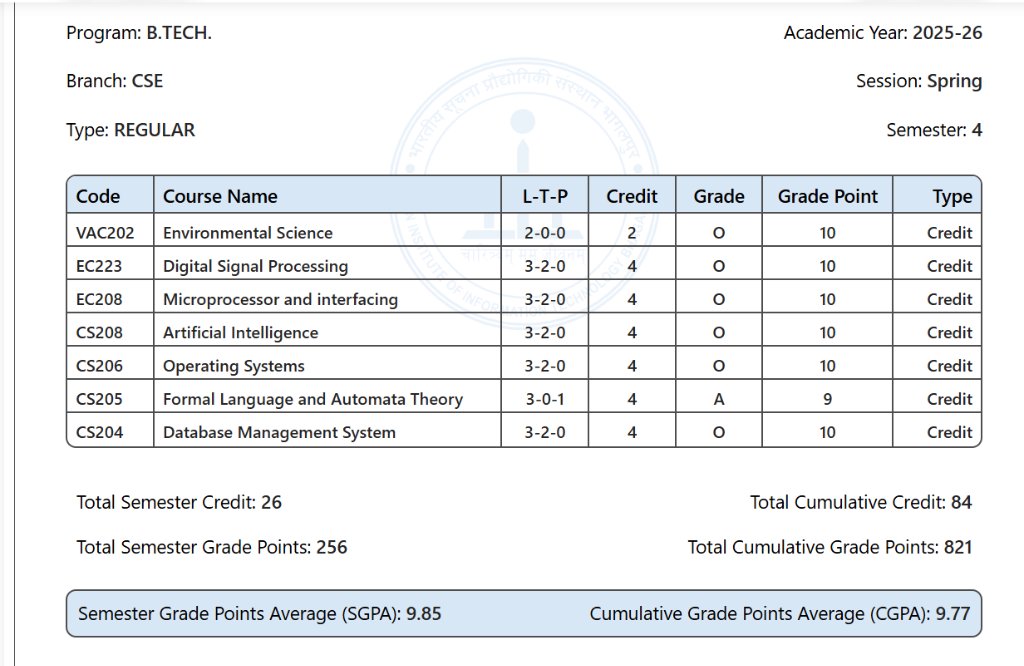 Program: B.TECH. Academic Year: 2025-26
Branch: CSE Session: Spring
Type: REGULAR Semester: 4
भारतीय सूचना प्रौद्योगिकी संस्थान भागलपुर
Code Course Name L-T-P Credit Grade Grade Point Type
VAC202 Environmental Science 2-0-0 2 O 10 Credit
EC223 Digital Signal Processing 3-2-0 4 O 10 Credit
EC208 Microprocessor and interfacing 3-2-0 4 O 10 Credit
CS208 Artificial Intelligence 3-2-0 4 O 10 Credit
CS206 Operating Systems 3-2-0 4 O 10 Credit
CS205 Formal Language and Automata Theory 3-0-1 4 A 9 Credit
CS204 Database Management System 3-2-0 4 O 10 Credit
Total Semester Credit: 26 Total Cumulative Credit: 84
Total Semester Grade Points: 256 Total Cumulative Grade Points: 821
Semester Grade Points Average (SGPA): 9.85 Cumulative Grade Points Average (CGPA): 9.77